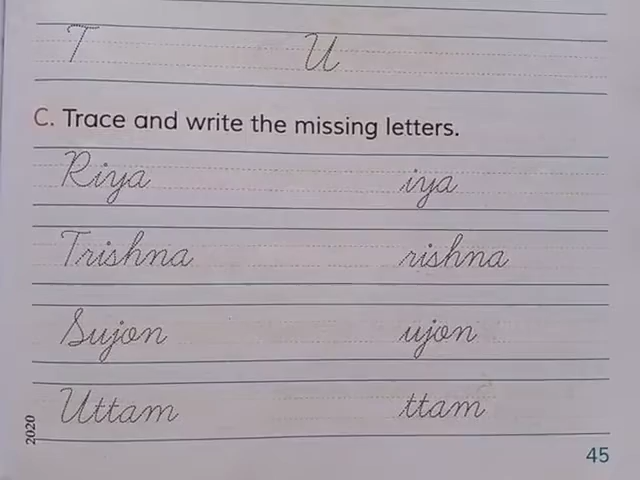 T U
C. Trace and write the missing letters.
Riya iya
Trishna rishna
Sujon ujon
Uttam ttam
2020
45